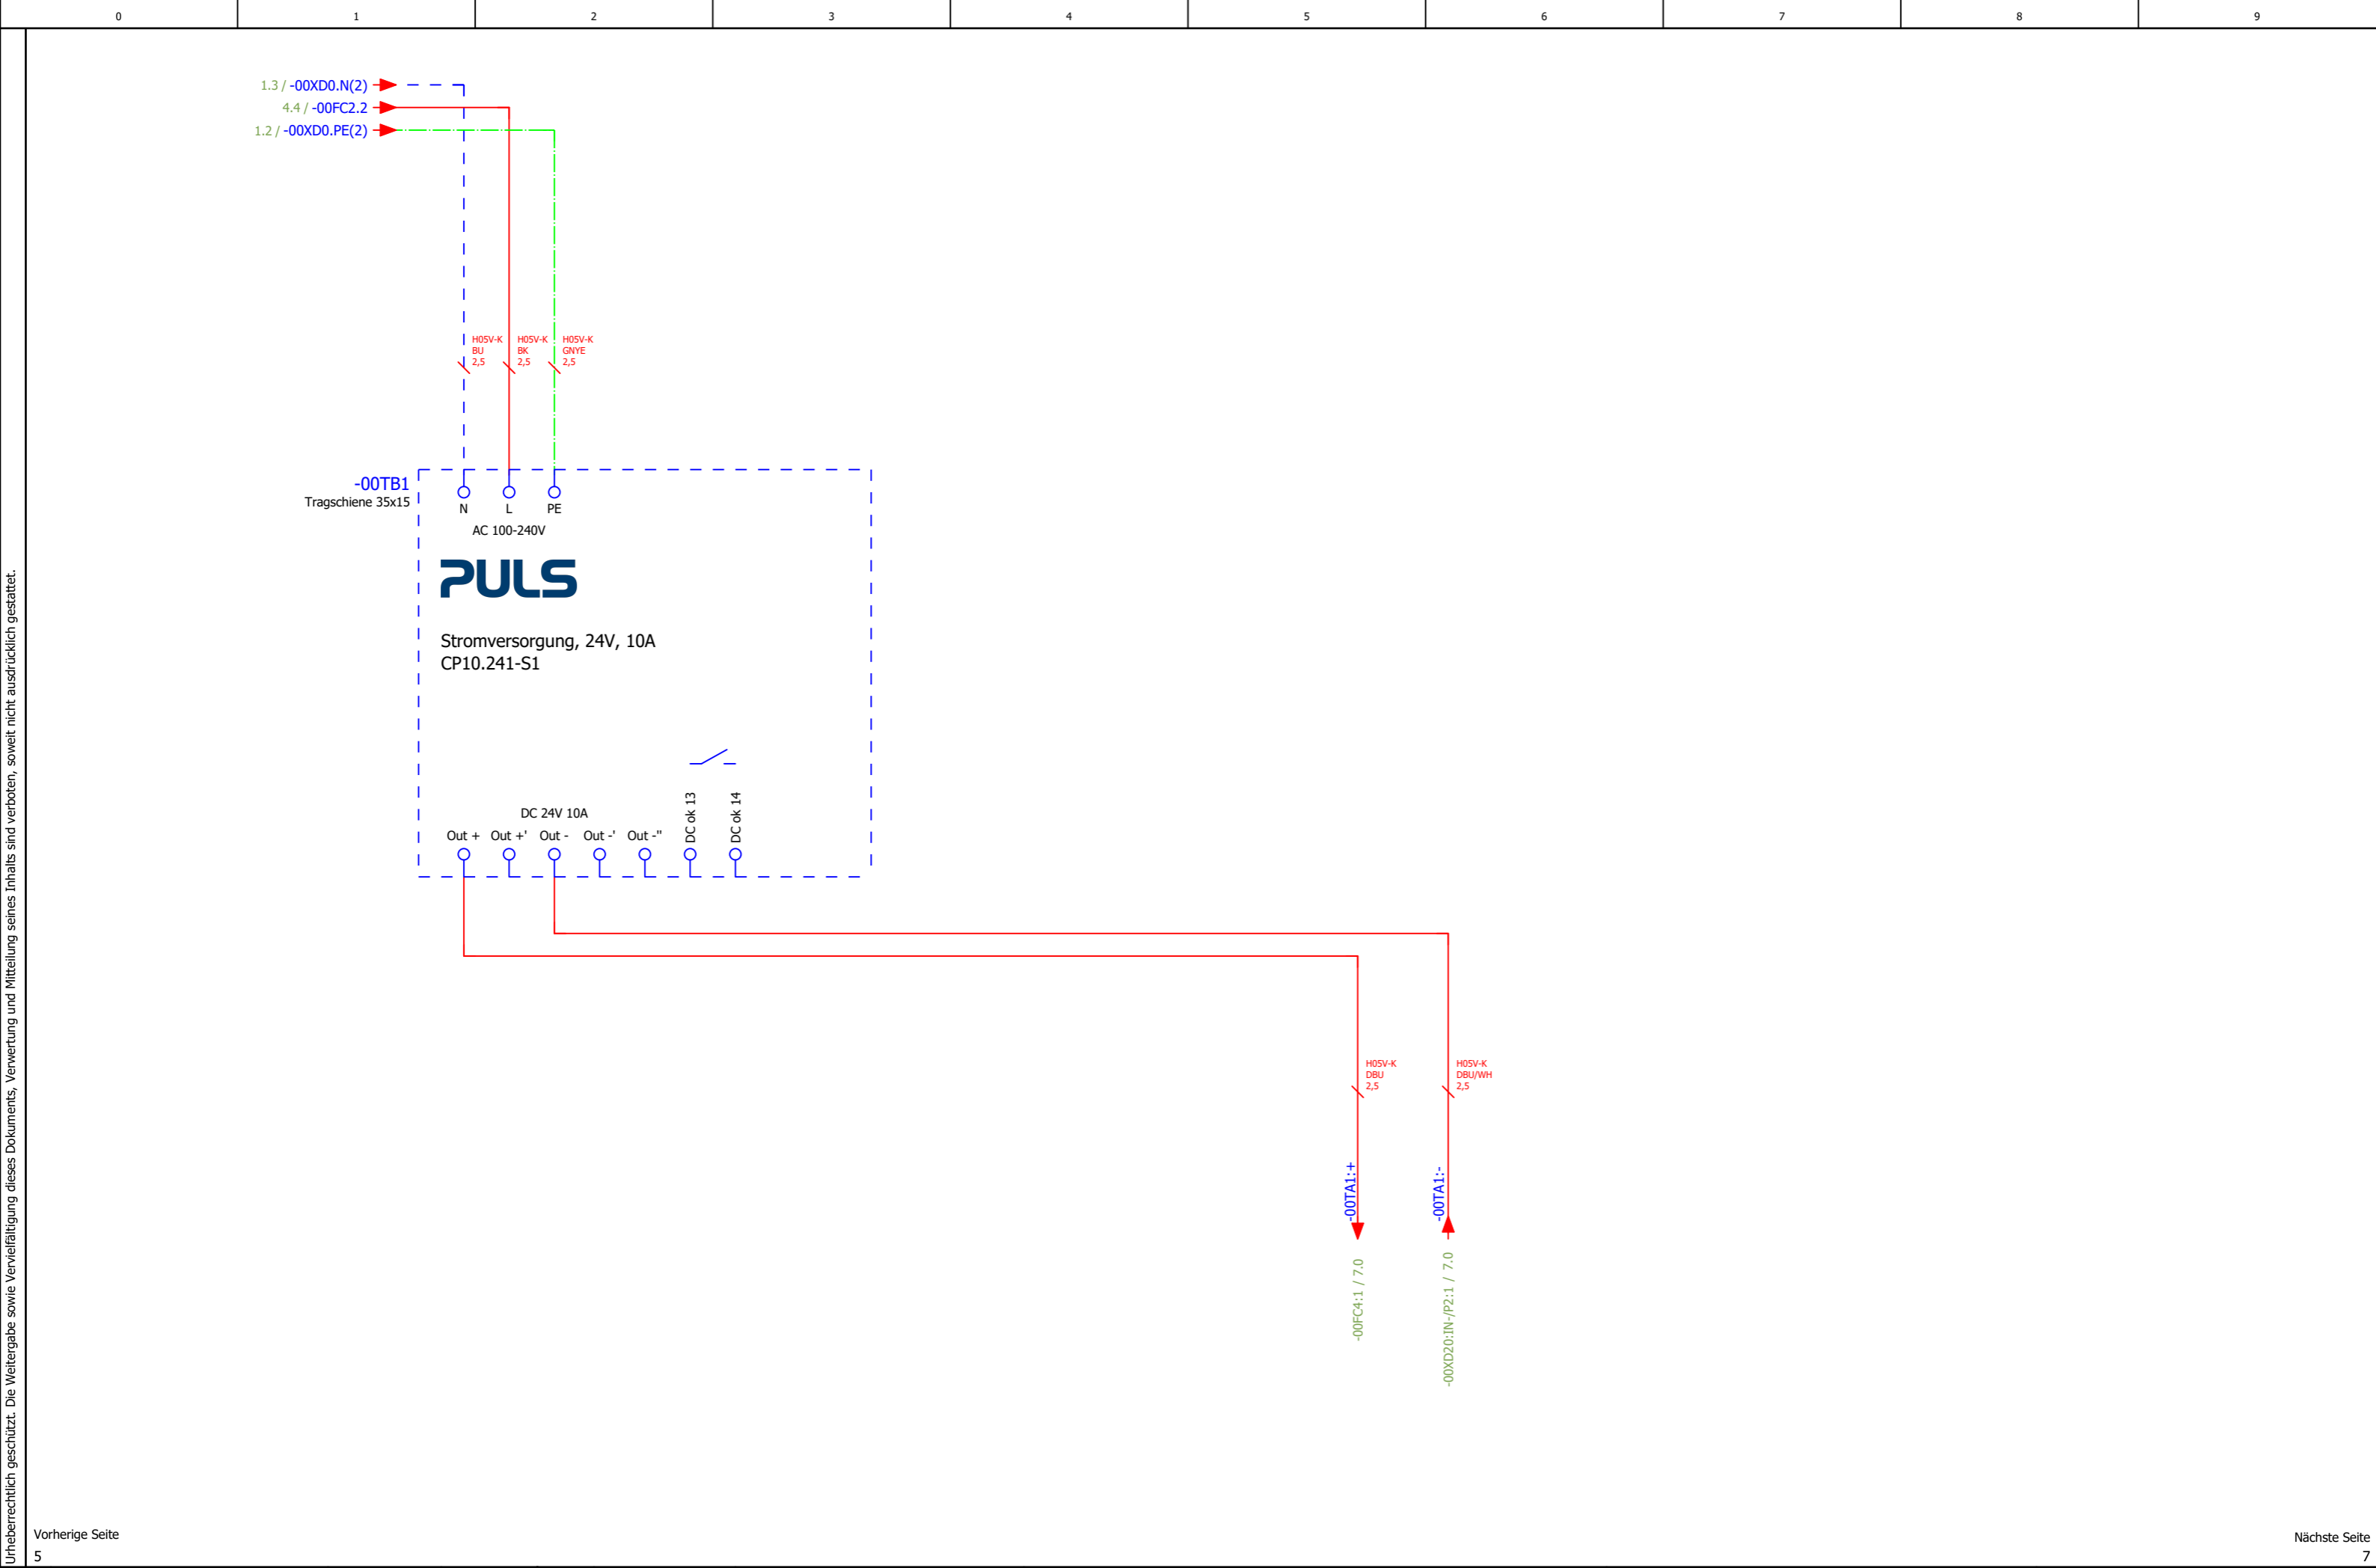 0 1 2 3 4 5 6 7 8 9
1.3 / -00XD0.N(2)
4.4 / -00FC2.2
1.2 / -00XD0.PE(2)
H05V-K
BU
2,5
H05V-K
BK
2,5
H05V-K
GNYE
2,5
-00TB1
Tragschiene 35x15
N L PE
AC 100-240V
PULS
Stromversorgung, 24V, 10A
CP10.241-S1
DC ok 13
DC ok 14
DC 24V 10A
Out + Out +' Out - Out -' Out -"
H05V-K
DBU
2,5
H05V-K
DBU/WH
2,5
-00TA1:+
-00TA1:-
-00FC4:1 / 7.0
-00XD20:IN-/P2:1 / 7.0
Urheberrechtlich geschützt. Die Weitergabe sowie Vervielfältigung dieses Dokuments, Verwertung und Mitteilung seines Inhalts sind verboten, soweit nicht ausdrücklich gestattet.
Vorherige Seite
5
Nächste Seite
7